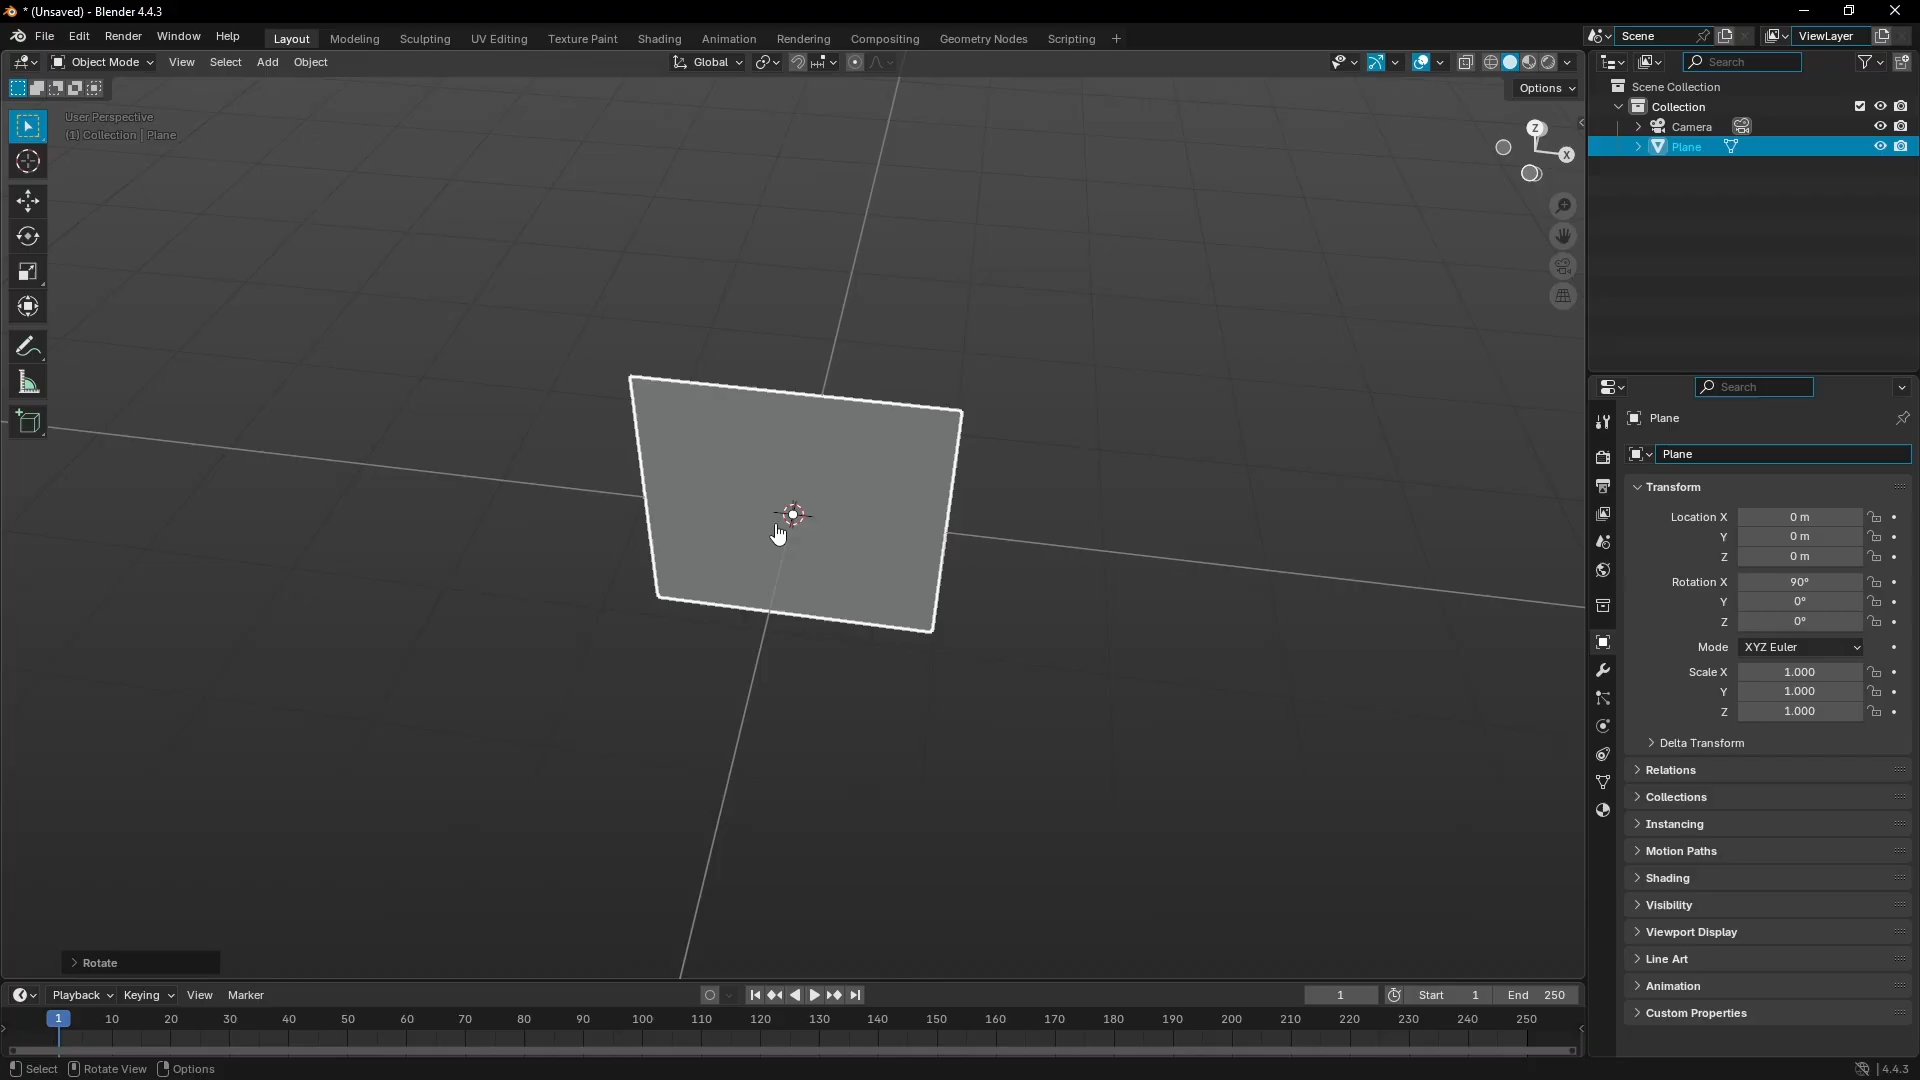 * (Unsaved) - Blender 4.4.3
File Edit Render Window Help Layout Modeling Sculpting UV Editing Texture Paint Shading Animation Rendering Compositing Geometry Nodes Scripting + Scene ViewLayer
Object Mode View Select Add Object Global Search
Options
User Perspective
(1) Collection | Plane
Z
X
Scene Collection
Collection
Camera
Plane
Search
Plane
Plane
Transform
Location X 0 m
Y 0 m
Z 0 m
Rotation X 90°
Y 0°
Z 0°
Mode XYZ Euler
Scale X 1.000
Y 1.000
Z 1.000
Delta Transform
Relations
Collections
Instancing
Motion Paths
Shading
Visibility
Viewport Display
Line Art
Animation
Custom Properties
Rotate
Playback Keying View Marker 1 Start 1 End 250
1 10 20 30 40 50 60 70 80 90 100 110 120 130 140 150 160 170 180 190 200 210 220 230 240 250
Select Rotate View Options 4.4.3